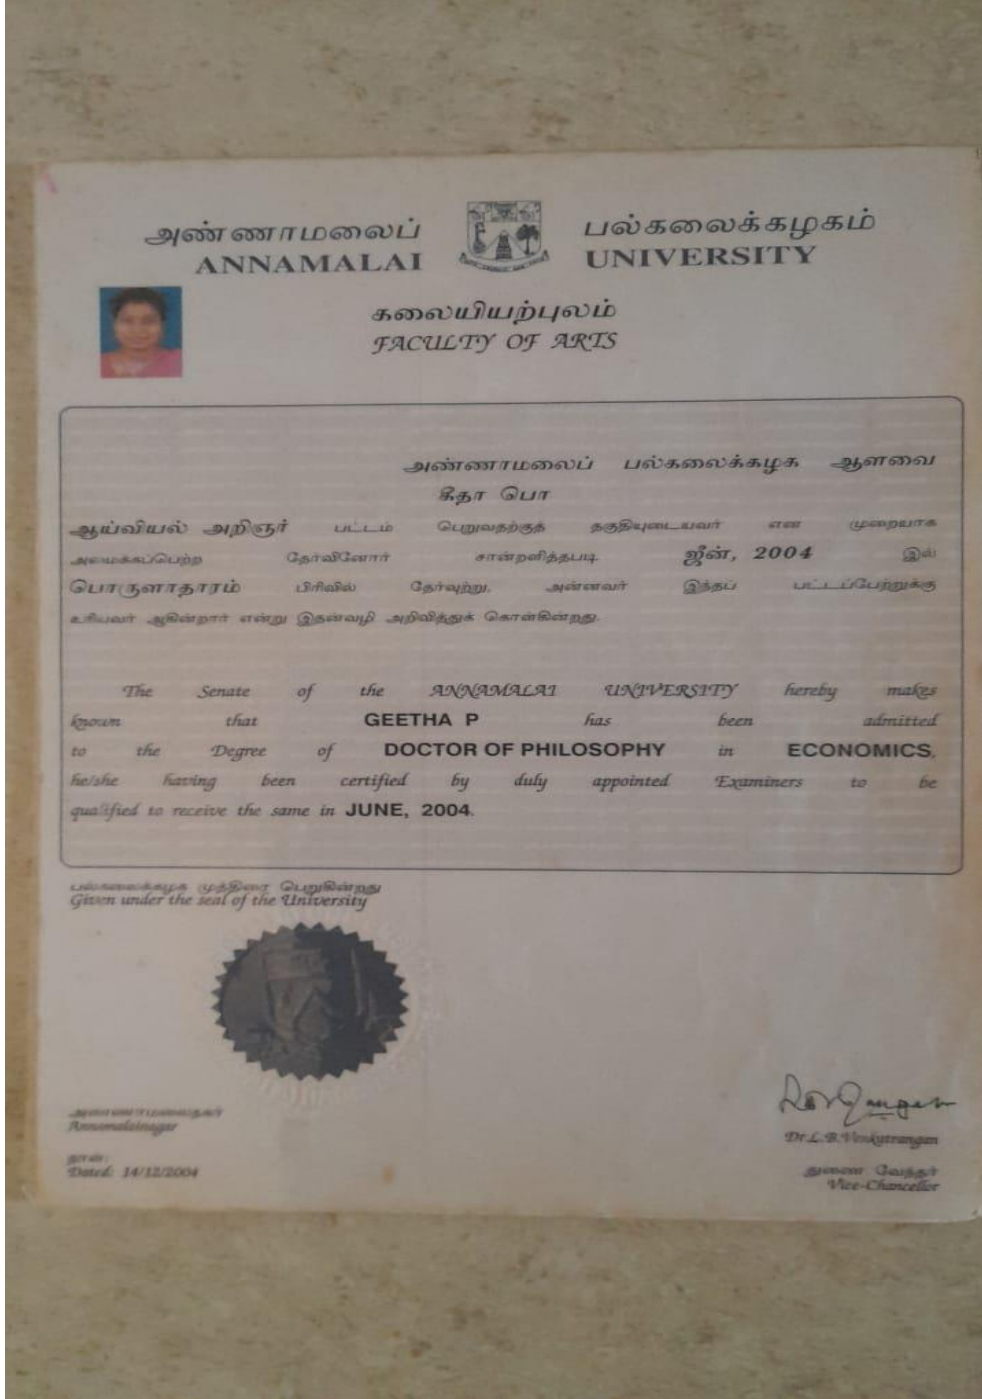 அண்ணாமலைப் பல்கலைக்கழகம்
ANNAMALAI UNIVERSITY
கலையியற்புலம்
FACULTY OF ARTS
அண்ணாமலைப் பல்கலைக்கழக ஆளவை
கீதா பொ
ஆய்வியல் அறிஞர் பட்டம் பெறுவதற்குத் தகுதியுடையவர் என முறையாக
அமைக்கப்பெற்ற தேர்வினோர் சான்றளித்தபடி ஜீன், 2004 இல்
பொருளாதாரம் பிரிவில் தேர்வுற்று, அன்னவர் இந்தப் பட்டப்பேற்றுக்கு
உரியவர் ஆகின்றார் என்று இதன்வழி அறிவித்துக் கொள்கின்றது.
The Senate of the ANNAMALAI UNIVERSITY hereby makes
known that GEETHA P has been admitted
to the Degree of DOCTOR OF PHILOSOPHY in ECONOMICS,
he/she having been certified by duly appointed Examiners to be
qualified to receive the same in JUNE, 2004.
பல்கலைக்கழக முத்திரை பெறுகின்றது
Given under the seal of the University
அண்ணாமலைநகர்
Annamalainagar
Dr.L.B.Venkatrangan
நாள்:
Dated: 14/12/2004
துணை வேந்தர்
Vice-Chancellor